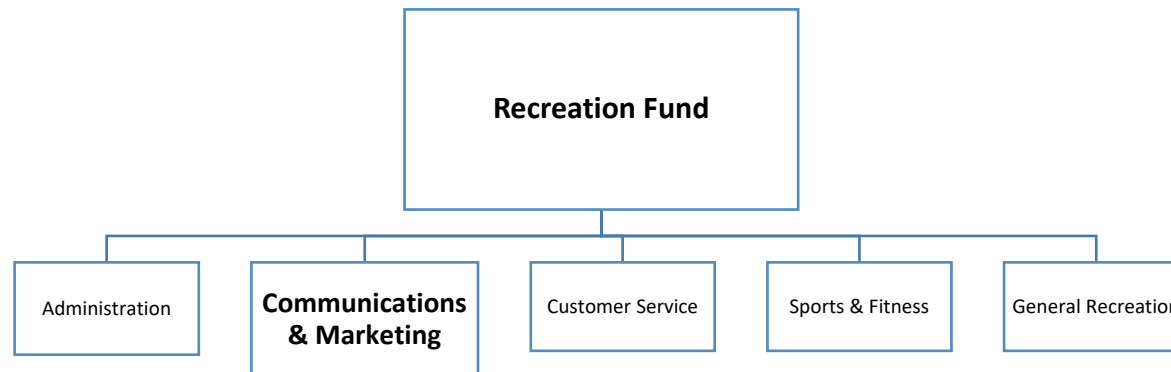 Recreation Fund
Administration
Communications
& Marketing
Customer Service
Sports & Fitness
General Recreation